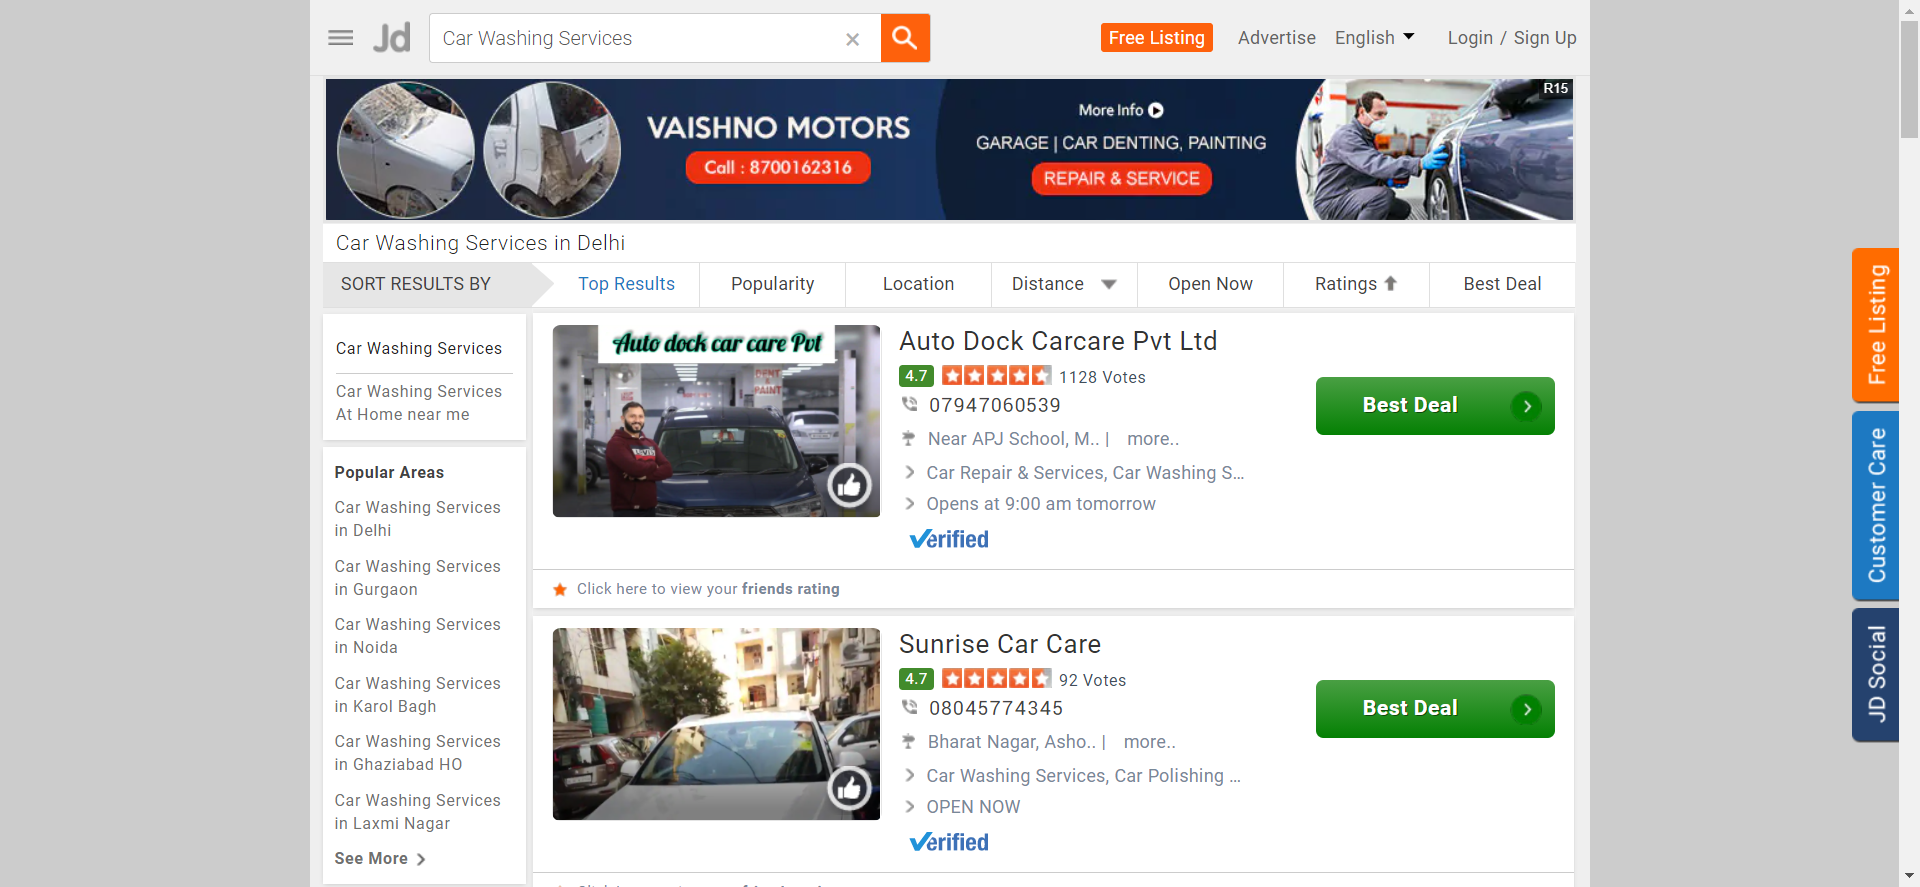 Jd
Car Washing Services
Free Listing
Advertise
English
Login / Sign Up
VAISHNO MOTORS
Call : 8700162316
More Info
GARAGE | CAR DENTING, PAINTING
REPAIR & SERVICE
R15
Car Washing Services in Delhi
SORT RESULTS BY
Top Results
Popularity
Location
Distance
Open Now
Ratings
Best Deal
Car Washing Services
Car Washing Services
At Home near me
Popular Areas
Car Washing Services
in Delhi
Car Washing Services
in Gurgaon
Car Washing Services
in Noida
Car Washing Services
in Karol Bagh
Car Washing Services
in Ghaziabad HO
Car Washing Services
in Laxmi Nagar
See More
Auto dock car care Pvt
DENT
PAINT
Auto Dock Carcare Pvt Ltd
4.7 1128 Votes
07947060539
Near APJ School, M.. | more..
Car Repair & Services, Car Washing S...
Opens at 9:00 am tomorrow
Verified
Best Deal
Click here to view your friends rating
Sunrise Car Care
4.7 92 Votes
08045774345
Bharat Nagar, Asho.. | more..
Car Washing Services, Car Polishing ...
OPEN NOW
Verified
Best Deal
Free Listing
Customer Care
JD Social